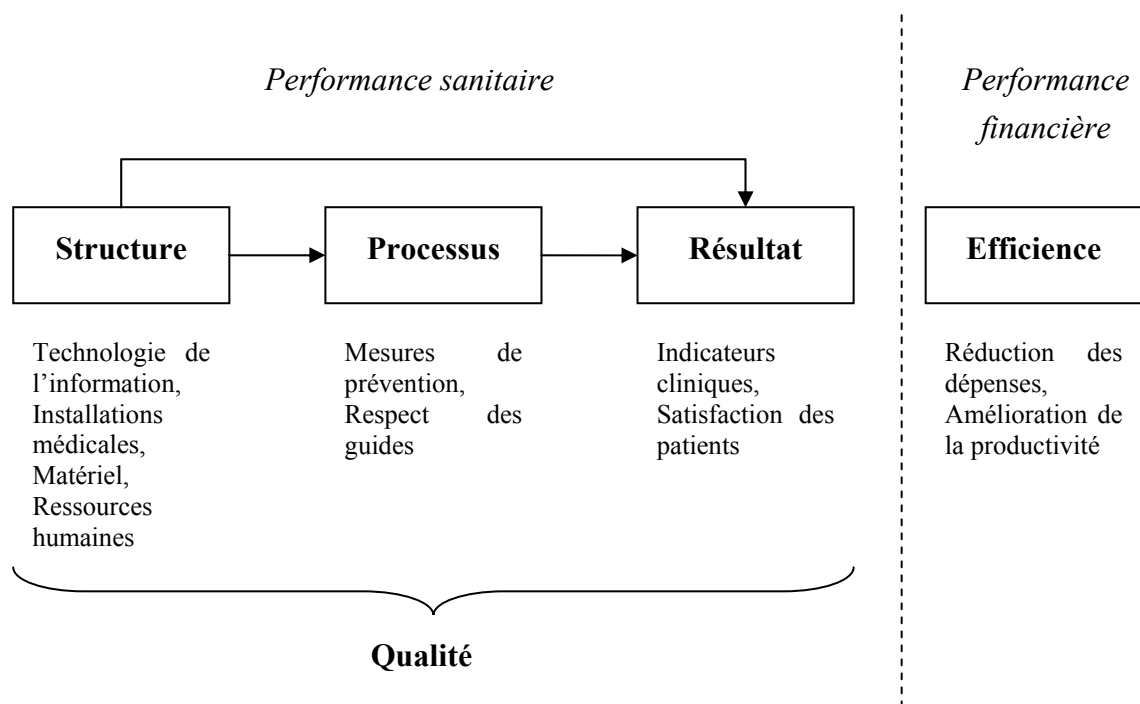 Performance sanitaire
Performance
financière
Structure
Processus
Résultat
Efficience
Technologie de
l’information,
Installations
médicales,
Matériel,
Ressources
humaines
Mesures de
prévention,
Respect des
guides
Indicateurs
cliniques,
Satisfaction des
patients
Réduction des
dépenses,
Amélioration de
la productivité
Qualité